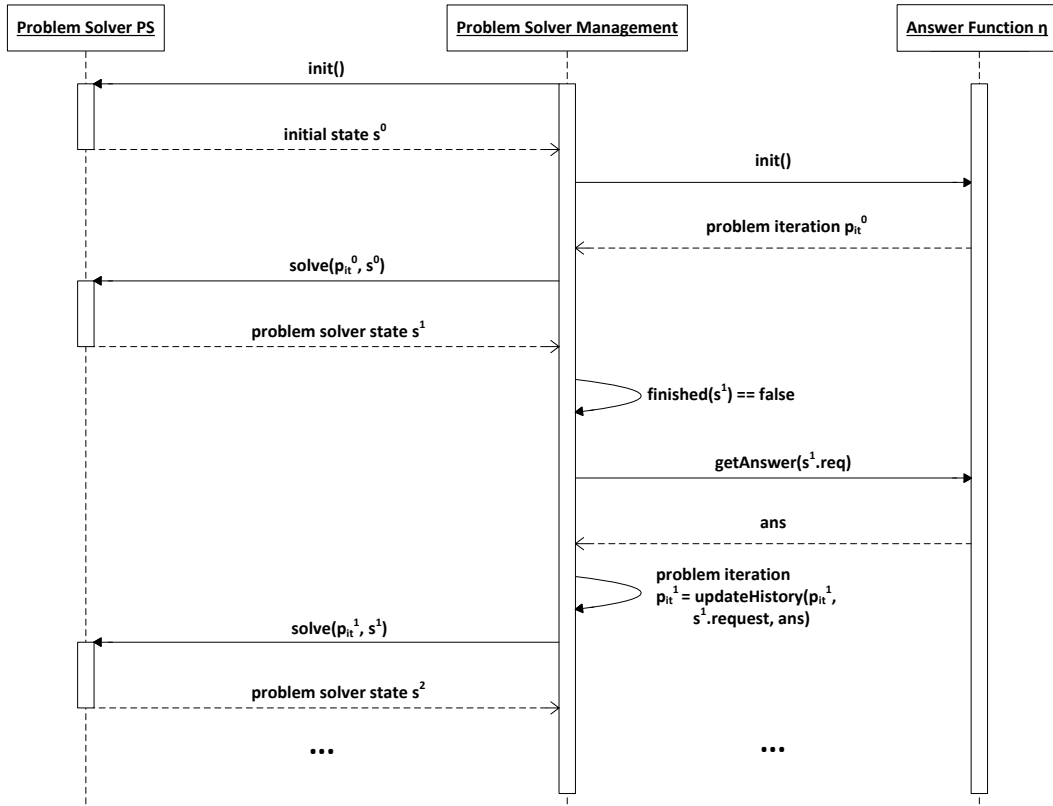 Problem Solver PS
Problem Solver Management
Answer Function η
init()
initial state s⁰
init()
problem iteration pᵢₜ⁰
solve(pᵢₜ⁰, s⁰)
problem solver state s¹
finished(s¹) == false
getAnswer(s¹.req)
ans
problem iteration
pᵢₜ¹ = updateHistory(pᵢₜ¹,
s¹.request, ans)
solve(pᵢₜ¹, s¹)
problem solver state s²
...
...